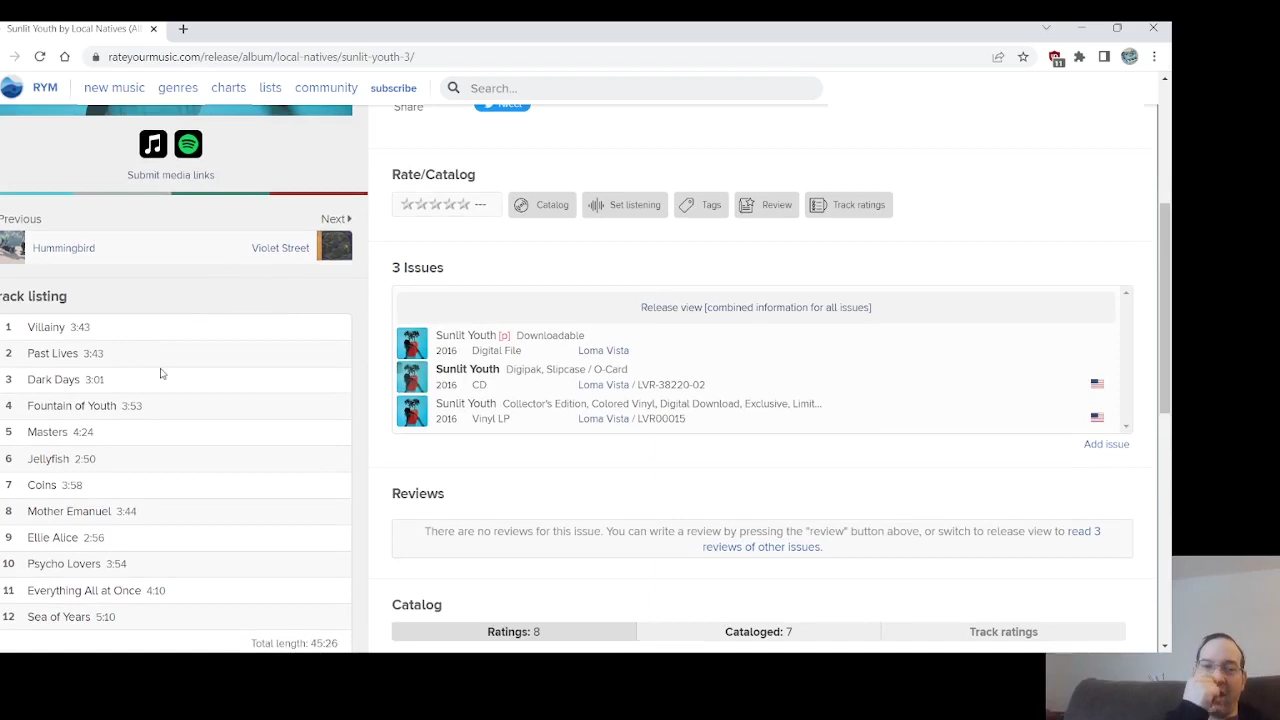 Sunlit Youth by Local Natives (Al
rateyourmusic.com/release/album/local-natives/sunlit-youth-3/
11
RYM
new music
genres
charts
lists
community
subscribe
Search...
Share
Tweet
Submit media links
Previous
Next
Hummingbird
Violet Street
rack listing
1 Villainy 3:43
2 Past Lives 3:43
3 Dark Days 3:01
4 Fountain of Youth 3:53
5 Masters 4:24
6 Jellyfish 2:50
7 Coins 3:58
8 Mother Emanuel 3:44
9 Ellie Alice 2:56
10 Psycho Lovers 3:54
11 Everything All at Once 4:10
12 Sea of Years 5:10
Total length: 45:26
Rate/Catalog
---
Catalog
Set listening
Tags
Review
Track ratings
3 Issues
Release view [combined information for all issues]
Sunlit Youth [p] Downloadable
2016 Digital File Loma Vista
Sunlit Youth Digipak, Slipcase / O-Card
2016 CD Loma Vista / LVR-38220-02
Sunlit Youth Collector's Edition, Colored Vinyl, Digital Download, Exclusive, Limit...
2016 Vinyl LP Loma Vista / LVR00015
Add issue
Reviews
There are no reviews for this issue. You can write a review by pressing the "review" button above, or switch to release view to read 3
reviews of other issues.
Catalog
Ratings: 8
Cataloged: 7
Track ratings